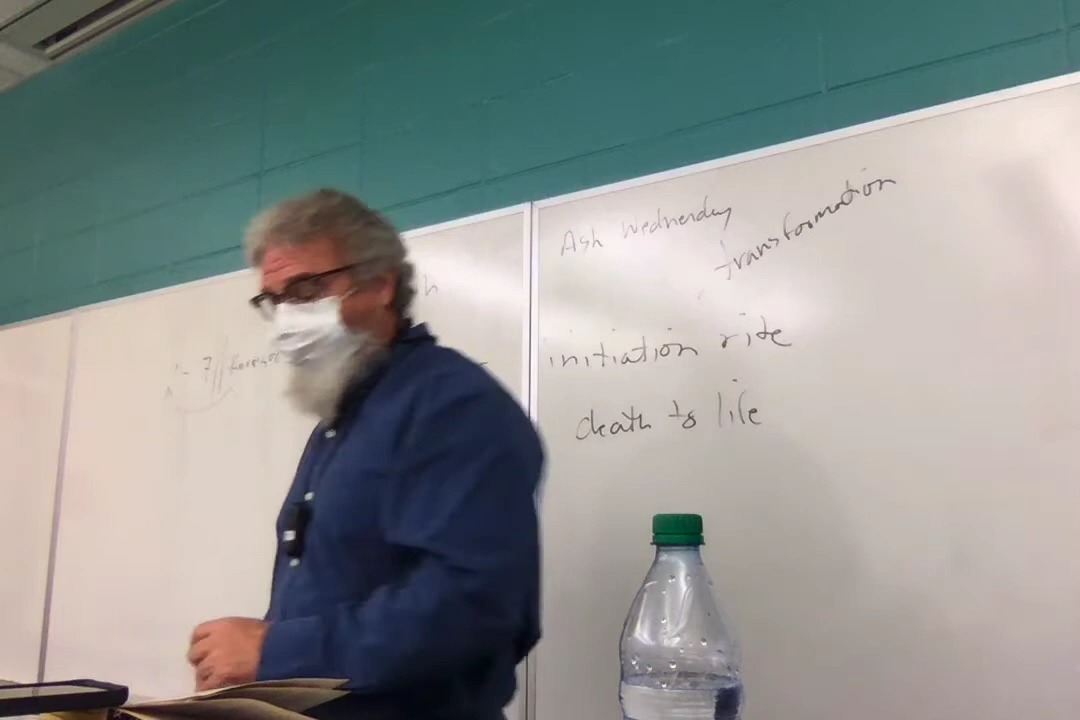 Ash Wednesday
transformation
initiation rite
death to life